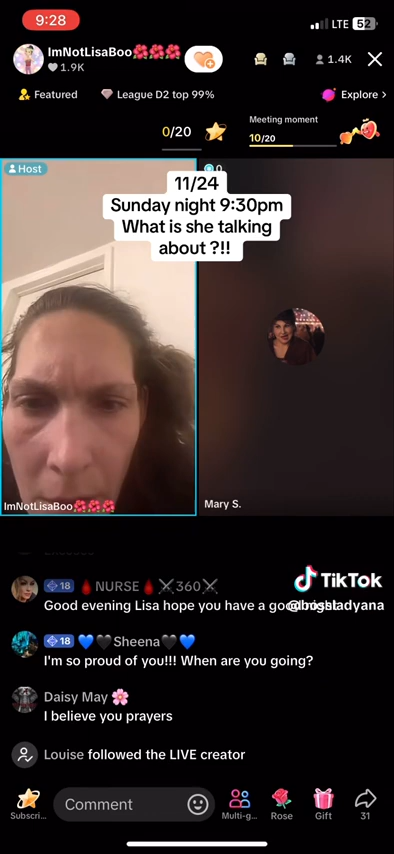 9:28
LTE 52
ImNotLisaBoo🌺🌺🌺
1.9K
1.4K
Featured
League D2 top 99%
Explore >
0/20
Meeting moment
10/20
Host
0
11/24
Sunday night 9:30pm
What is she talking
about ?!!
ImNotLisaBoo🌺🌺🌺
Mary S.
18 🩸NURSE🩸⚔️360⚔️
Good evening Lisa hope you have a good night
TikTok
18 💙🖤Sheena🖤💙
I'm so proud of you!!! When are you going?
Daisy May 🌸
I believe you prayers
Louise followed the LIVE creator
Subscri...
Comment
Multi-g...
Rose
Gift
31